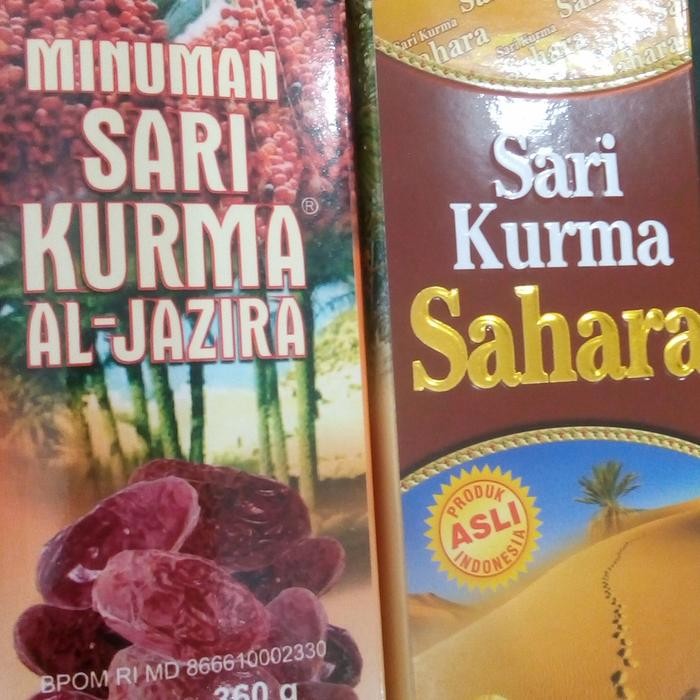 MINUMAN
SARI
KURMA®
AL-JAZIRA
BPOM RI MD 866610002330
360 g
Sari Kurma
Sahara
Sari Kurma
Sahara
Sari
Kurma
Sahara
PRODUK
ASLI
INDONESIA